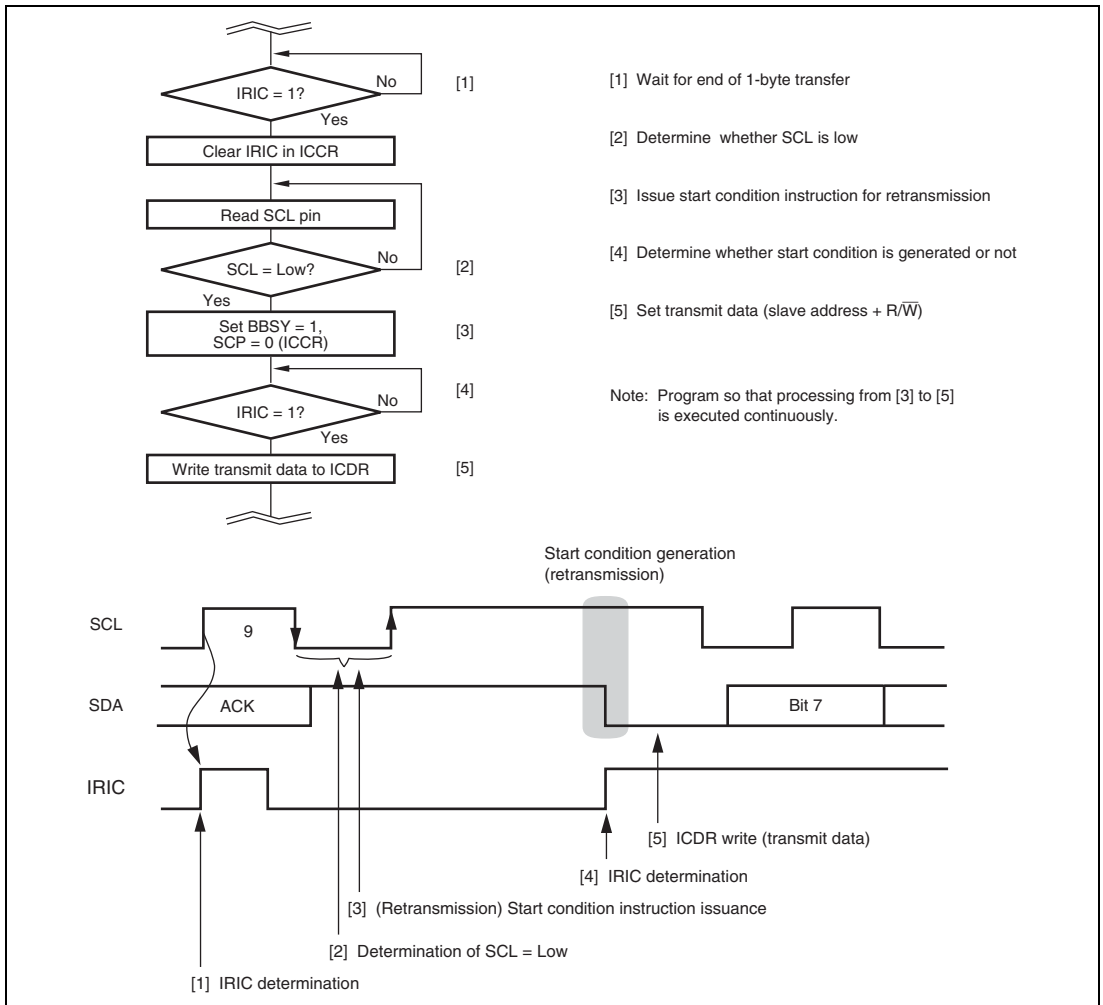 IRIC = 1?
No
[1]
Yes
Clear IRIC in ICCR
Read SCL pin
SCL = Low?
No
[2]
Yes
Set BBSY = 1,
SCP = 0 (ICCR)
[3]
IRIC = 1?
No
[4]
Yes
Write transmit data to ICDR
[5]
[1] Wait for end of 1-byte transfer
[2] Determine whether SCL is low
[3] Issue start condition instruction for retransmission
[4] Determine whether start condition is generated or not
[5] Set transmit data (slave address + R/W̅)
Note: Program so that processing from [3] to [5]
is executed continuously.
Start condition generation
(retransmission)
SCL
9
SDA
ACK
Bit 7
IRIC
[5] ICDR write (transmit data)
[4] IRIC determination
[3] (Retransmission) Start condition instruction issuance
[2] Determination of SCL = Low
[1] IRIC determination